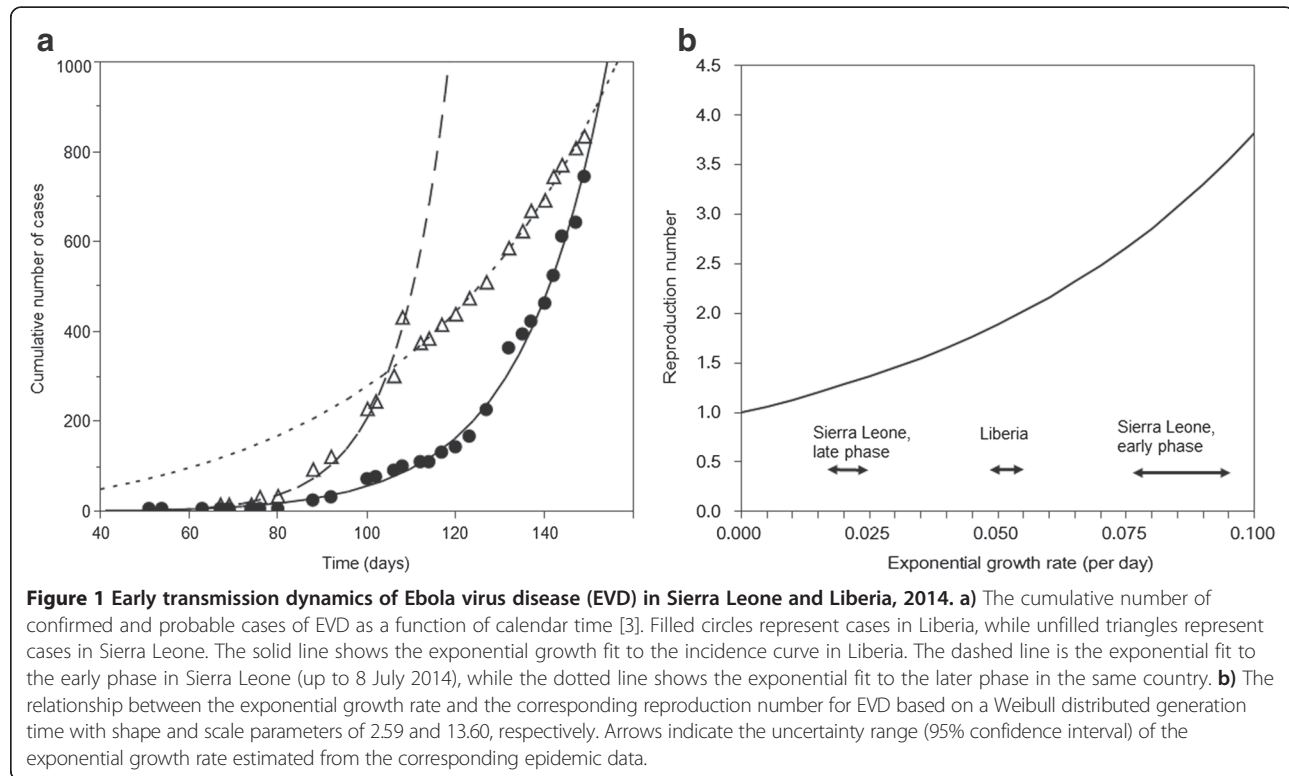 a
1000
800
600
400
200
0
Cumulative number of cases
40 60 80 100 120 140
Time (days)
b
4.5
4.0
3.5
3.0
2.5
2.0
1.5
1.0
0.5
0.0
Reproduction number
Sierra Leone,
late phase
Liberia
Sierra Leone,
early phase
0.000 0.025 0.050 0.075 0.100
Exponential growth rate (per day)
Figure 1 Early transmission dynamics of Ebola virus disease (EVD) in Sierra Leone and Liberia, 2014. a) The cumulative number of
confirmed and probable cases of EVD as a function of calendar time [3]. Filled circles represent cases in Liberia, while unfilled triangles represent
cases in Sierra Leone. The solid line shows the exponential growth fit to the incidence curve in Liberia. The dashed line is the exponential fit to
the early phase in Sierra Leone (up to 8 July 2014), while the dotted line shows the exponential fit to the later phase in the same country. b) The
relationship between the exponential growth rate and the corresponding reproduction number for EVD based on a Weibull distributed generation
time with shape and scale parameters of 2.59 and 13.60, respectively. Arrows indicate the uncertainty range (95% confidence interval) of the
exponential growth rate estimated from the corresponding epidemic data.